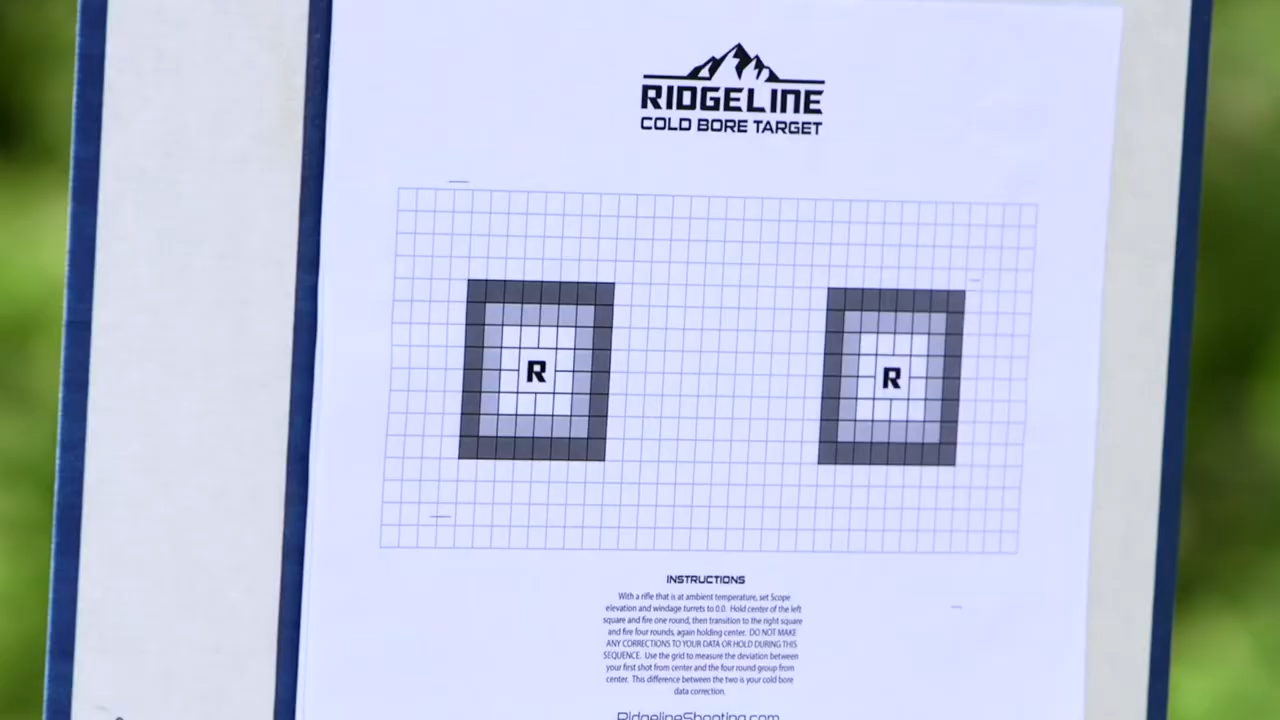 RIDGELINE
COLD BORE TARGET
R
R
INSTRUCTIONS
With a rifle that is at ambient temperature, set Scope
elevation and windage turrets to 0.0. Hold center of the left
square and fire one round, then transition to the right square
and fire four rounds, again holding center. DO NOT MAKE
ANY CORRECTIONS TO YOUR DATA OR HOLD DURING THIS
SEQUENCE. Use the grid to measure the deviation between
your first shot from center and the four round group from
center. This difference between the two is your cold bore
data correction.
RidgelineShooting.com